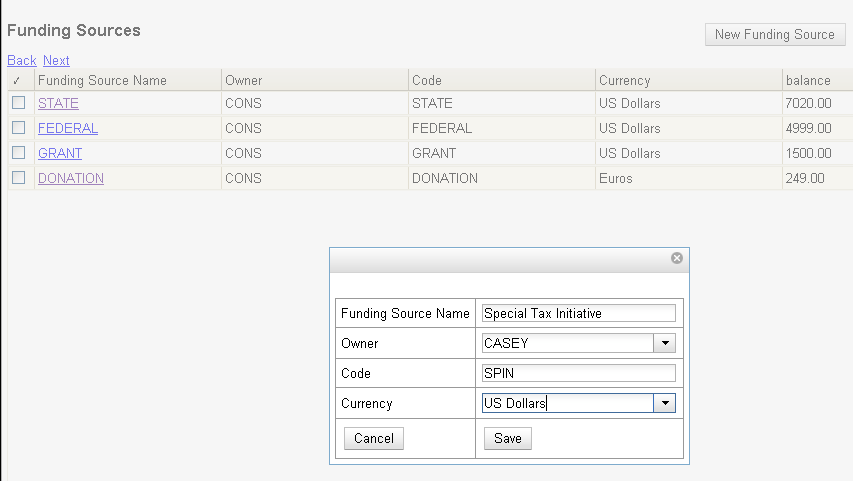 Funding Sources
New Funding Source
Back Next
✓ Funding Source Name Owner Code Currency balance
STATE CONS STATE US Dollars 7020.00
FEDERAL CONS FEDERAL US Dollars 4999.00
GRANT CONS GRANT US Dollars 1500.00
DONATION CONS DONATION Euros 249.00
Funding Source Name Special Tax Initiative
Owner CASEY
Code SPIN
Currency US Dollars
Cancel Save